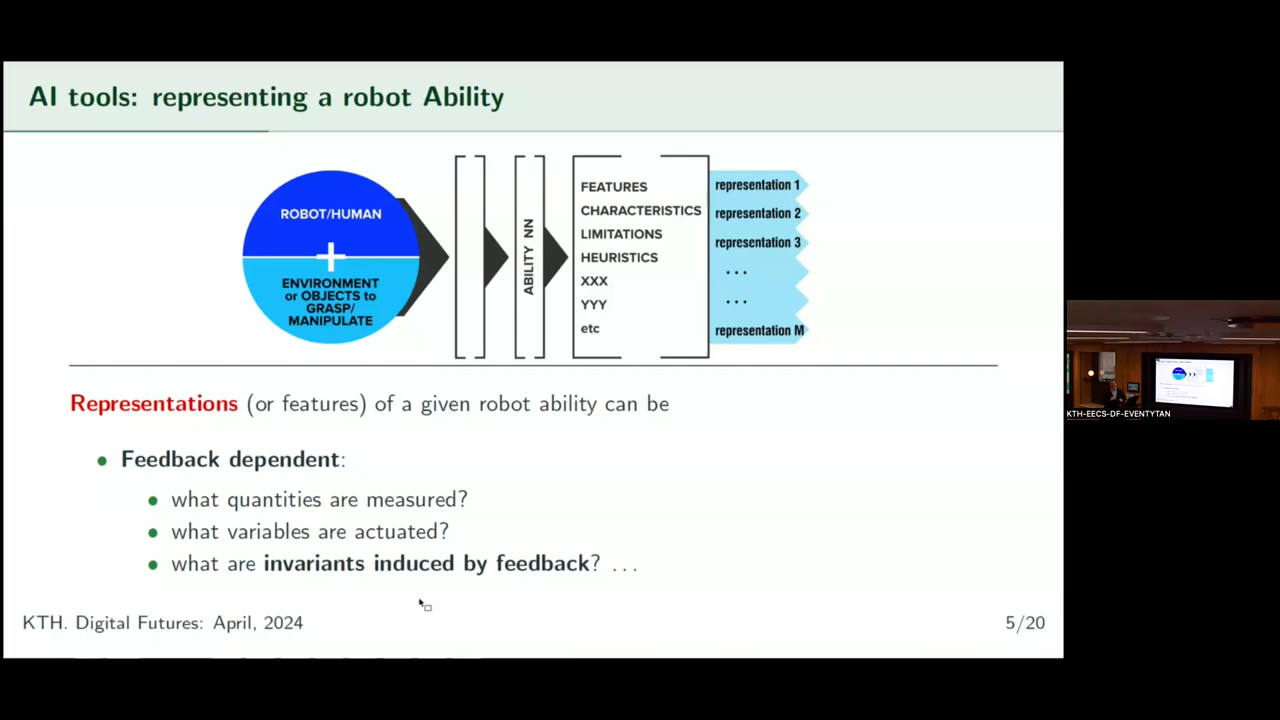 AI tools: representing a robot Ability
ROBOT/HUMAN
+
ENVIRONMENT
or OBJECTS to
GRASP/
MANIPULATE
ABILITY NN
FEATURES
CHARACTERISTICS
LIMITATIONS
HEURISTICS
XXX
YYY
etc
representation 1
representation 2
representation 3
...
...
representation M
Representations (or features) of a given robot ability can be
• Feedback dependent:
• what quantities are measured?
• what variables are actuated?
• what are invariants induced by feedback? ...
KTH. Digital Futures: April, 2024
5/20
KTH-EECS-DF-EVENTYTAN